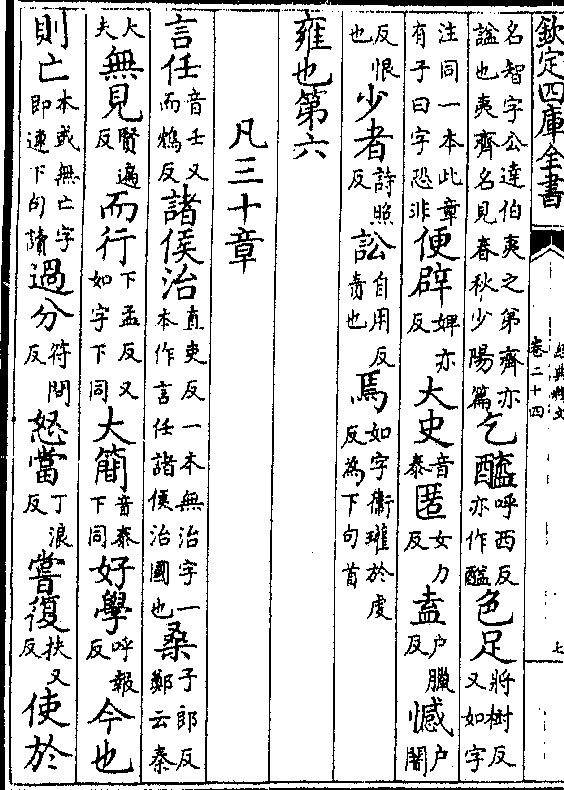 欽定四庫全書 經典釋文 卷二十四 七
名智字公達伯夷之第齊亦諡也夷齊名見春秋少陽篇乞醯呼西反亦作醯色足將樹反又如字
注同一本此章有子曰字恐非便辟婢亦反大史音泰匿女力反盍户臘反憾户闇
反恨也少者詩照反訟自用反責也焉如字衛瓘於虔反為下句首
雍也第六
凡三十章
言任音壬又而鴆反諸侯治直吏反一本無治字一本作言任諸侯治國也桑子郎反鄭云秦
大夫無見賢遍反而行下孟反又如字下同大簡音泰下同好學呼報反今也
則亡本或無亡字即連下句讀過分符問反怒當丁浪反嘗復扶又反使於